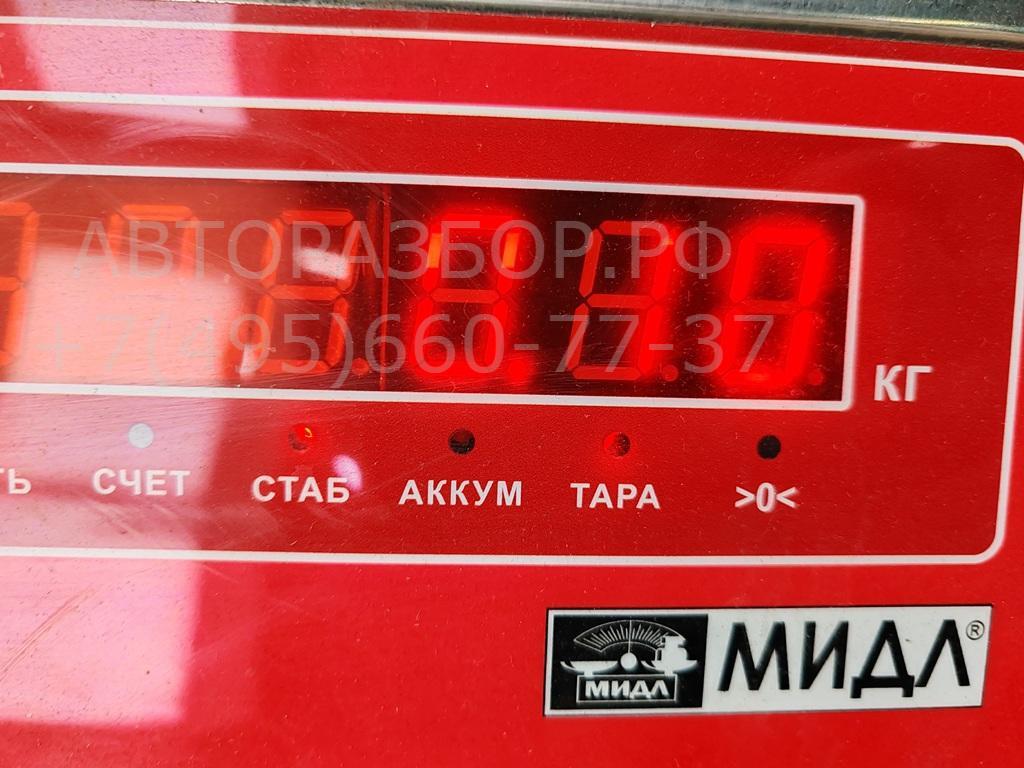 АВТОРАЗБОР.РФ
+7(495)660-77-37
КГ
СЧЕТ СТАБ АККУМ ТАРА >0<
МИДЛ МИДЛ®